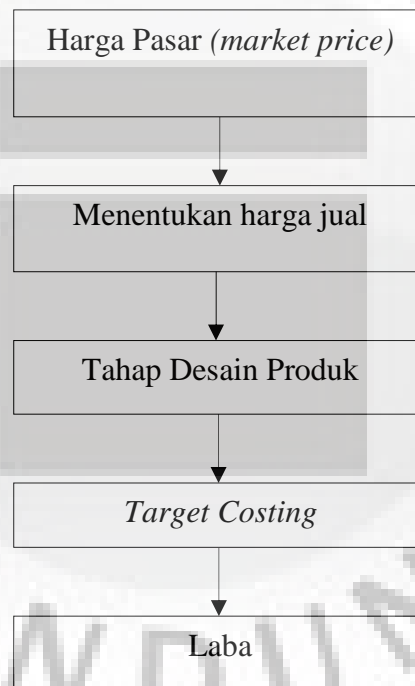 Harga Pasar (market price)
Menentukan harga jual
Tahap Desain Produk
Target Costing
Laba